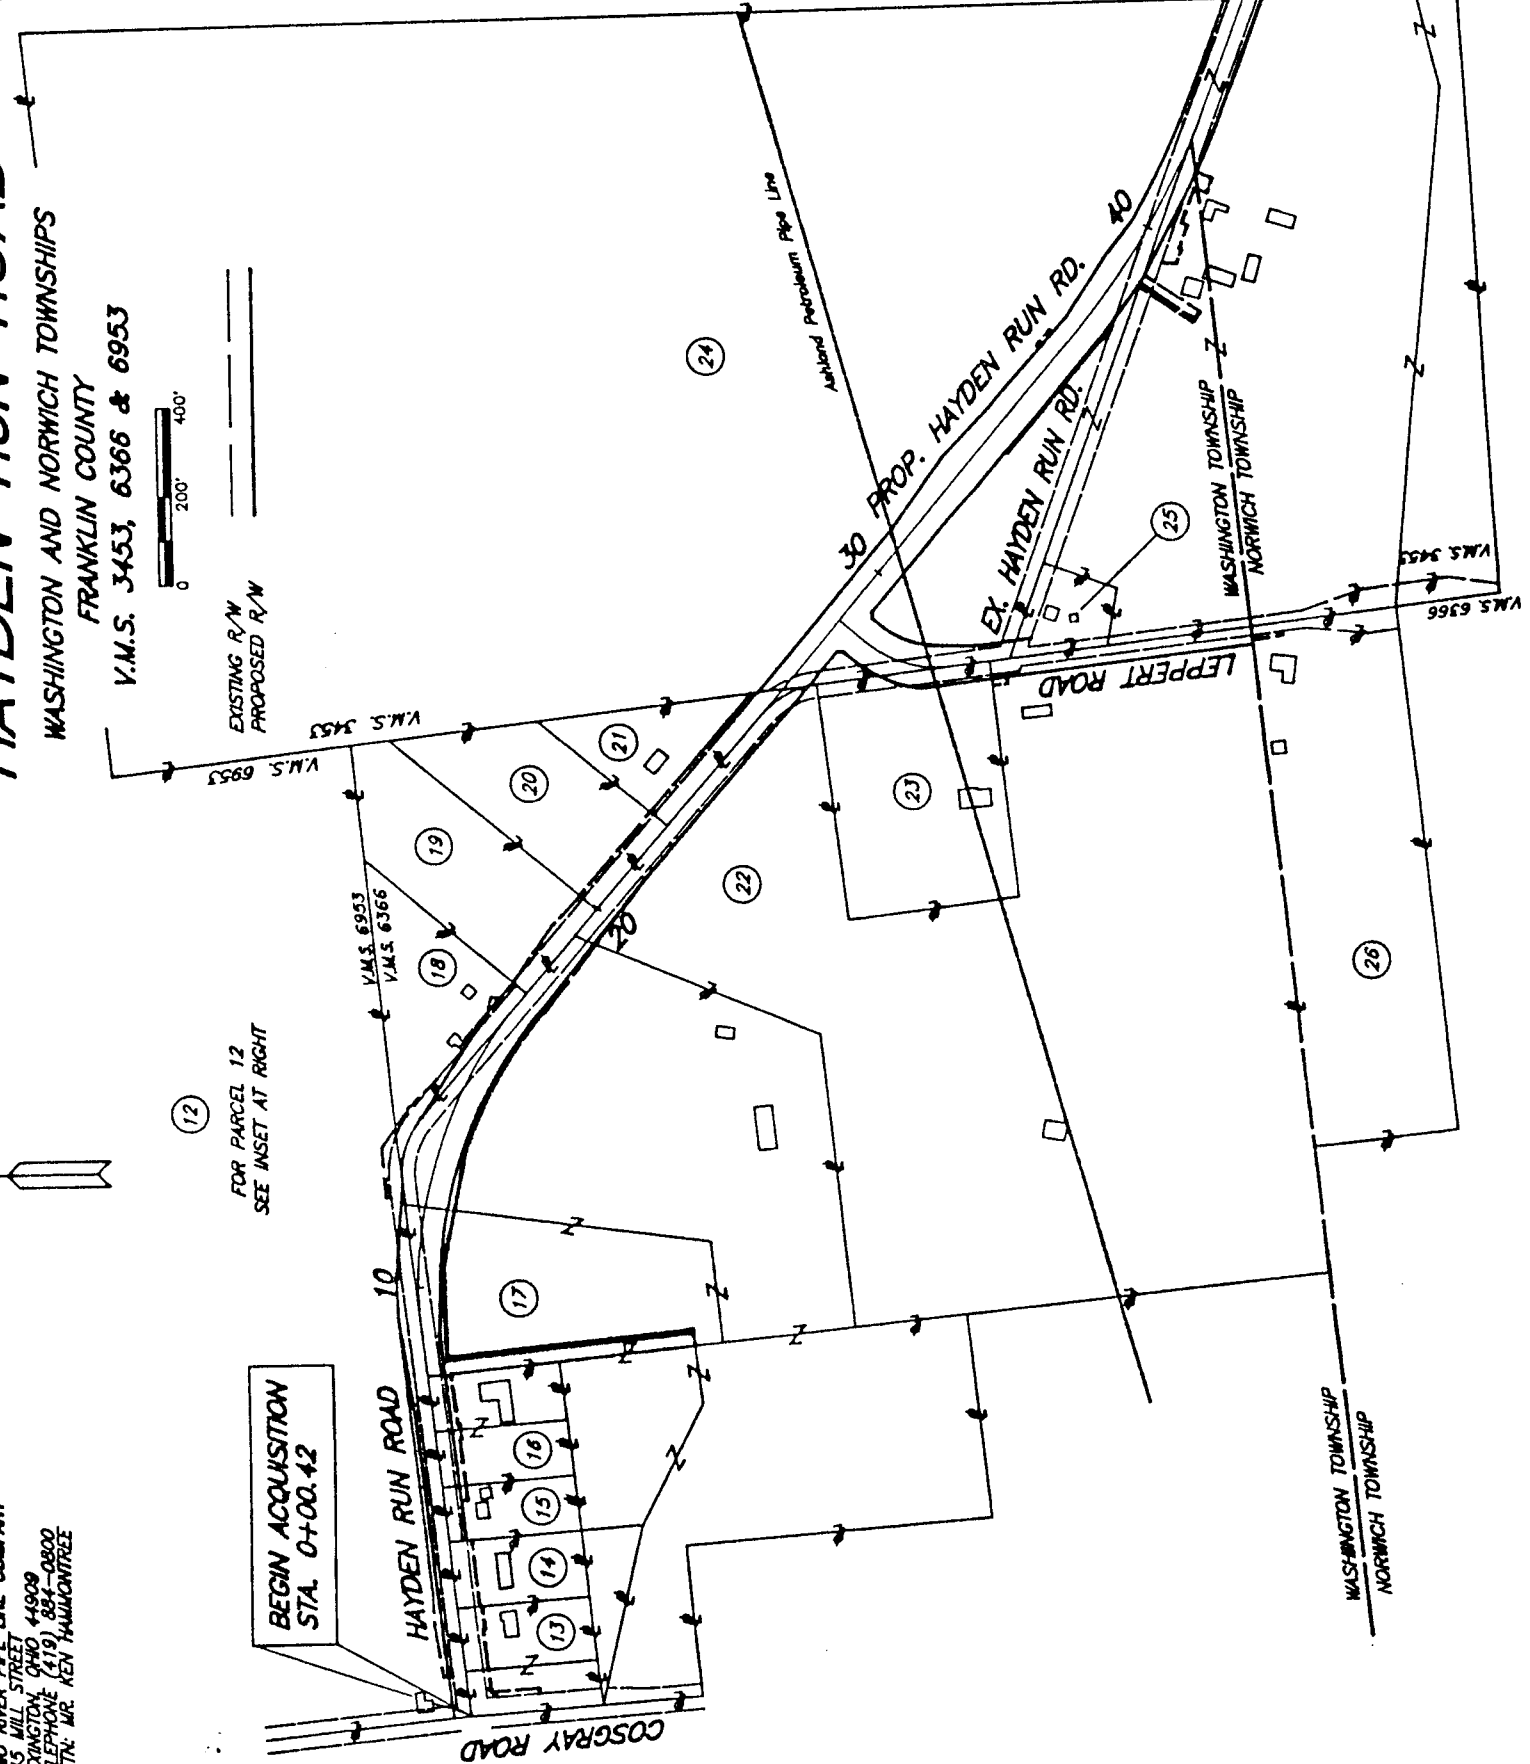 WASHINGTON AND NORWICH TOWNSHIPS
FRANKLIN COUNTY
V.M.S. 3453, 6366 & 6953
0 200' 400'
EXISTING R/W
PROPOSED R/W
MILL STREET
OHIO 44909
(419) 884-0800
MR. KEN HAMMONTREE
12
FOR PARCEL 12
SEE INSET AT RIGHT
BEGIN ACQUISITION
STA. 0+00.42
HAYDEN RUN ROAD
COSGRAY ROAD
10
13
14
15
16
17
V.M.S. 6953
V.M.S. 3453
V.M.S. 6953
V.M.S. 6366
18
19
20
21
20
22
23
24
Ashland Petroleum Pipe Line
30
PROP. HAYDEN RUN RD.
40
EX. HAYDEN RUN RD.
LEPPERT ROAD
25
26
WASHINGTON TOWNSHIP
NORWICH TOWNSHIP
V.M.S. 3453
V.M.S. 6366
WASHINGTON TOWNSHIP
NORWICH TOWNSHIP